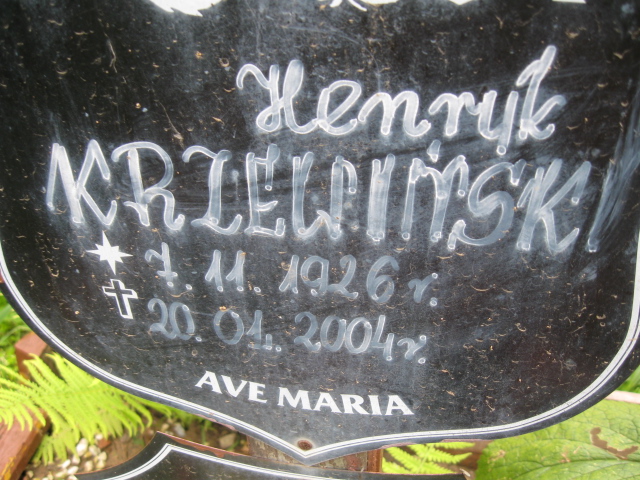 Henryk
KRZEWIŃSKI
7. 11. 1926 r.
20. 01. 2004 r.
AVE MARIA